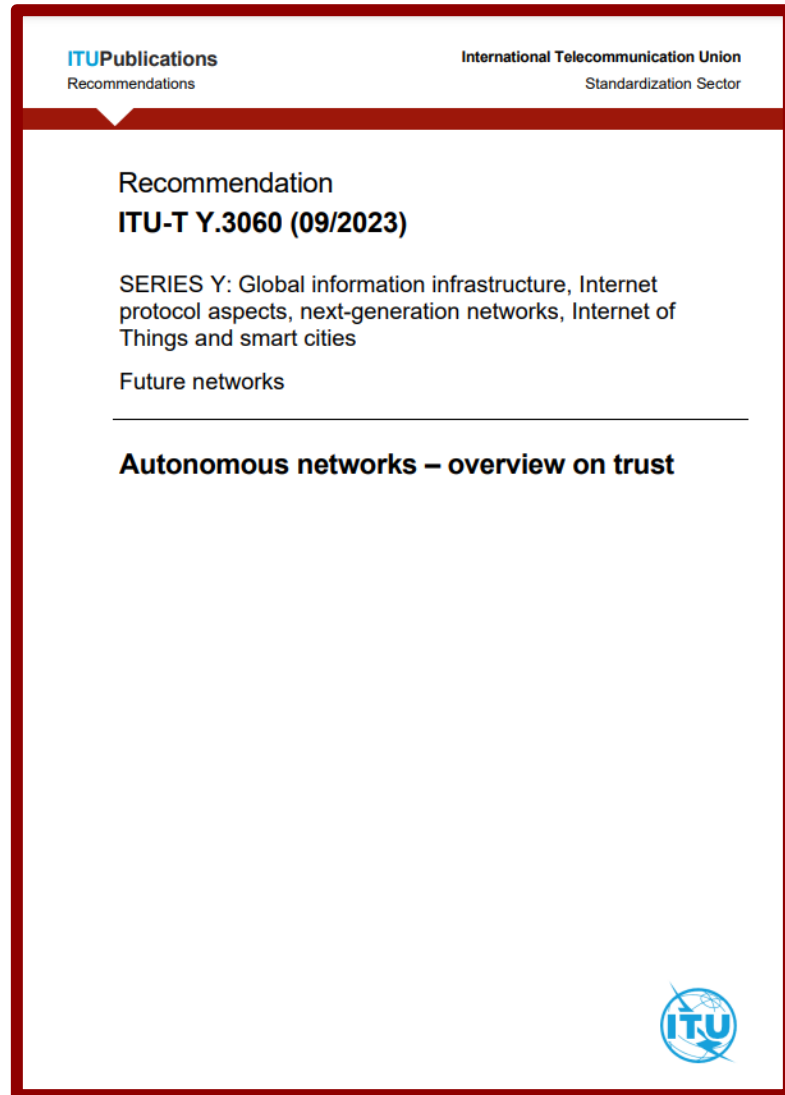 ITUPublications
International Telecommunication Union
Recommendations
Standardization Sector
Recommendation
ITU-T Y.3060 (09/2023)
SERIES Y: Global information infrastructure, Internet
protocol aspects, next-generation networks, Internet of
Things and smart cities
Future networks
Autonomous networks – overview on trust
ITU